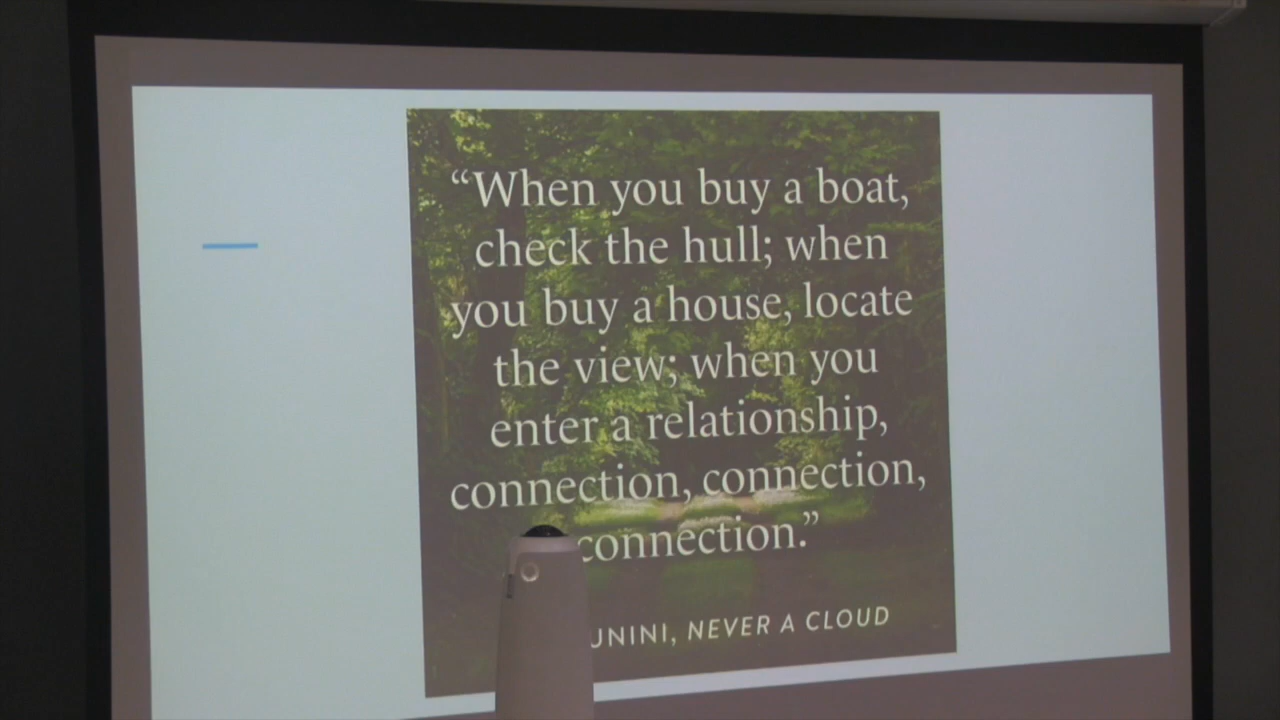 “When you buy a boat,
check the hull; when
you buy a house, locate
the view; when you
enter a relationship,
connection, connection,
connection.”
NEVER A CLOUD